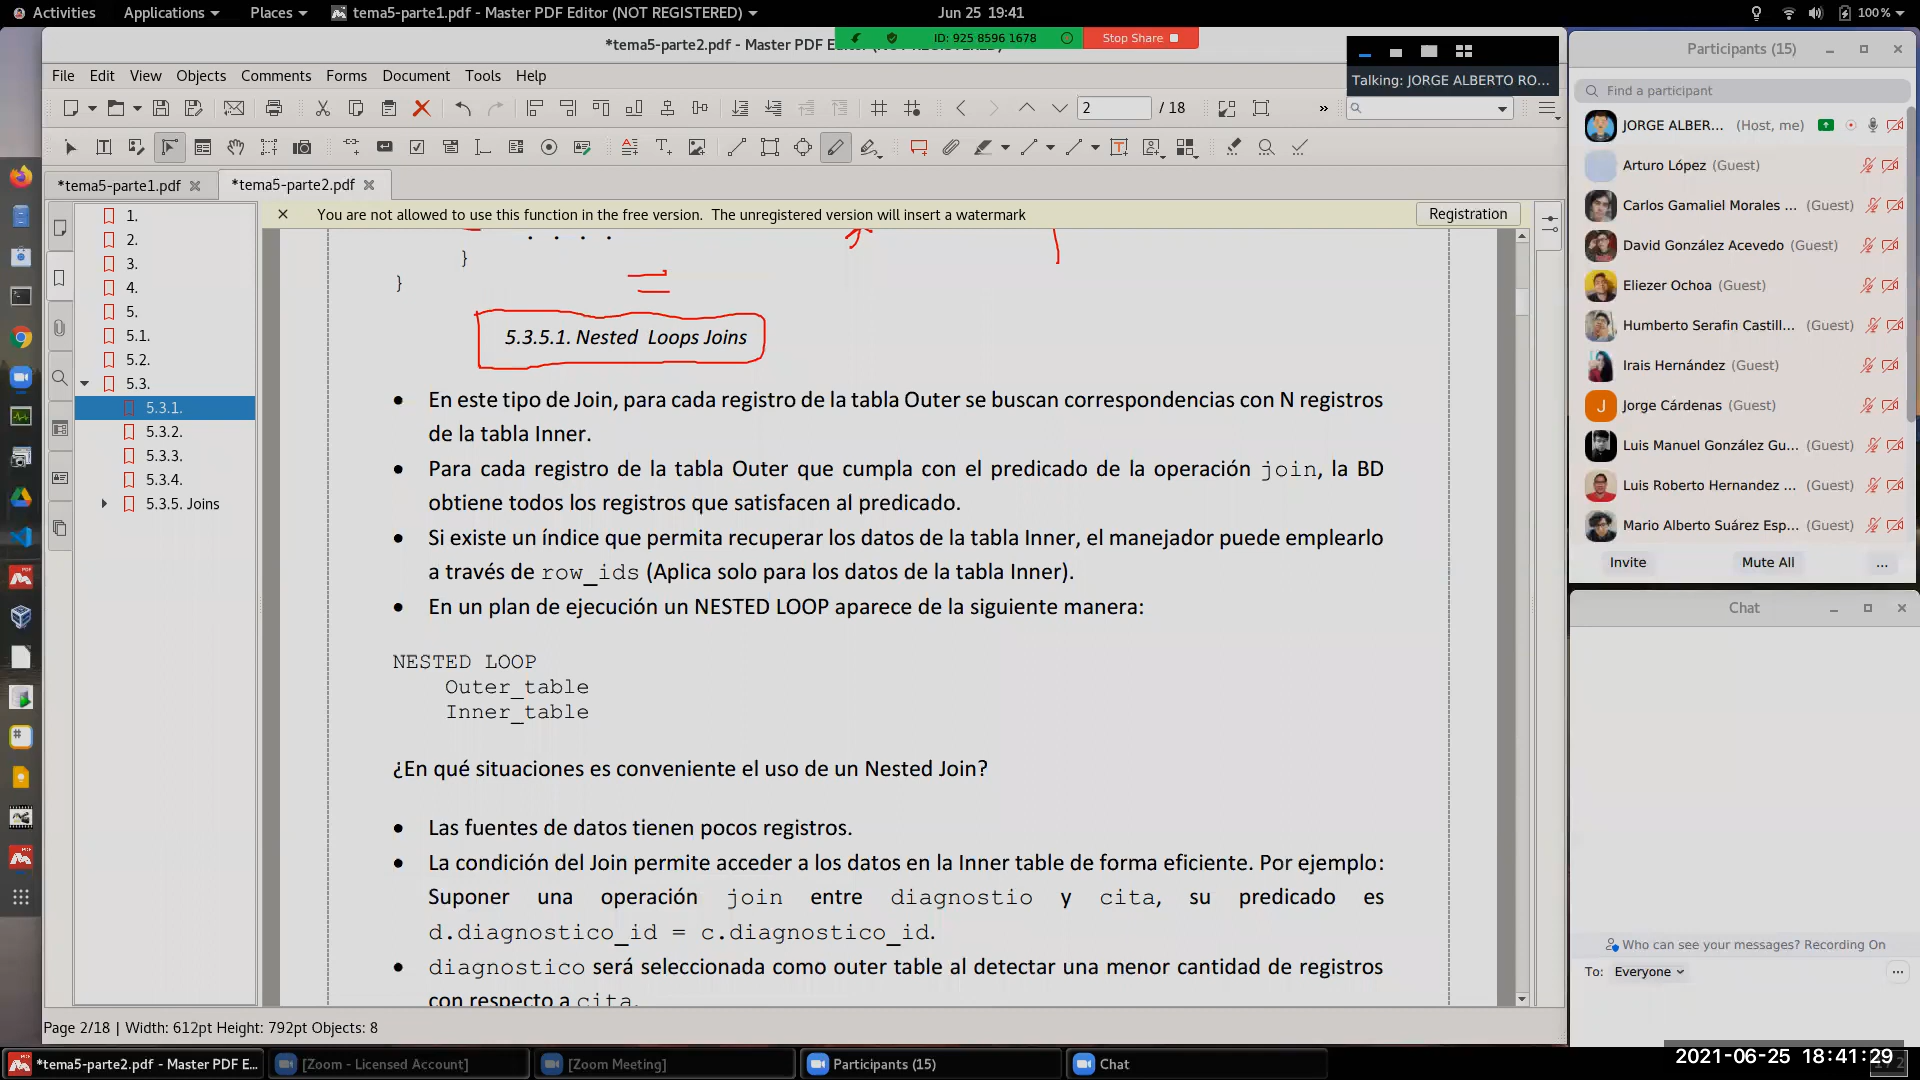 Activities
Applications
Places
tema5-parte1.pdf - Master PDF Editor (NOT REGISTERED)
Jun 25 19:41
100%
*tema5-parte2.pdf - Master PDF E
ID: 925 8596 1678
Stop Share
Talking: JORGE ALBERTO RO...
File Edit View Objects Comments Forms Document Tools Help
2 / 18
»
*tema5-parte1.pdf
*tema5-parte2.pdf
You are not allowed to use this function in the free version. The unregistered version will insert a watermark
Registration
1.
2.
3.
4.
5.
5.1.
5.2.
5.3.
5.3.1.
5.3.2.
5.3.3.
5.3.4.
5.3.5. Joins
. . . .
}
}
5.3.5.1. Nested Loops Joins
• En este tipo de Join, para cada registro de la tabla Outer se buscan correspondencias con N registros
de la tabla Inner.
• Para cada registro de la tabla Outer que cumpla con el predicado de la operación join, la BD
obtiene todos los registros que satisfacen al predicado.
• Si existe un índice que permita recuperar los datos de la tabla Inner, el manejador puede emplearlo
a través de row_ids (Aplica solo para los datos de la tabla Inner).
• En un plan de ejecución un NESTED LOOP aparece de la siguiente manera:
NESTED LOOP
Outer_table
Inner_table
¿En qué situaciones es conveniente el uso de un Nested Join?
• Las fuentes de datos tienen pocos registros.
• La condición del Join permite acceder a los datos en la Inner table de forma eficiente. Por ejemplo:
Suponer una operación join entre diagnostio y cita, su predicado es
d.diagnostico_id = c.diagnostico_id.
• diagnostico será seleccionada como outer table al detectar una menor cantidad de registros
con respecto a cita.
Page 2/18 | Width: 612pt Height: 792pt Objects: 8
Participants (15)
Find a participant
JORGE ALBER... (Host, me)
Arturo López (Guest)
Carlos Gamaliel Morales ... (Guest)
David González Acevedo (Guest)
Eliezer Ochoa (Guest)
Humberto Serafin Castill... (Guest)
Irais Hernández (Guest)
J Jorge Cárdenas (Guest)
Luis Manuel González Gu... (Guest)
Luis Roberto Hernandez ... (Guest)
Mario Alberto Suárez Esp... (Guest)
Invite
Mute All
...
Chat
Who can see your messages? Recording On
To: Everyone
*tema5-parte2.pdf - Master PDF E...
[Zoom - Licensed Account]
[Zoom Meeting]
Participants (15)
Chat
2021-06-25 18:41:29